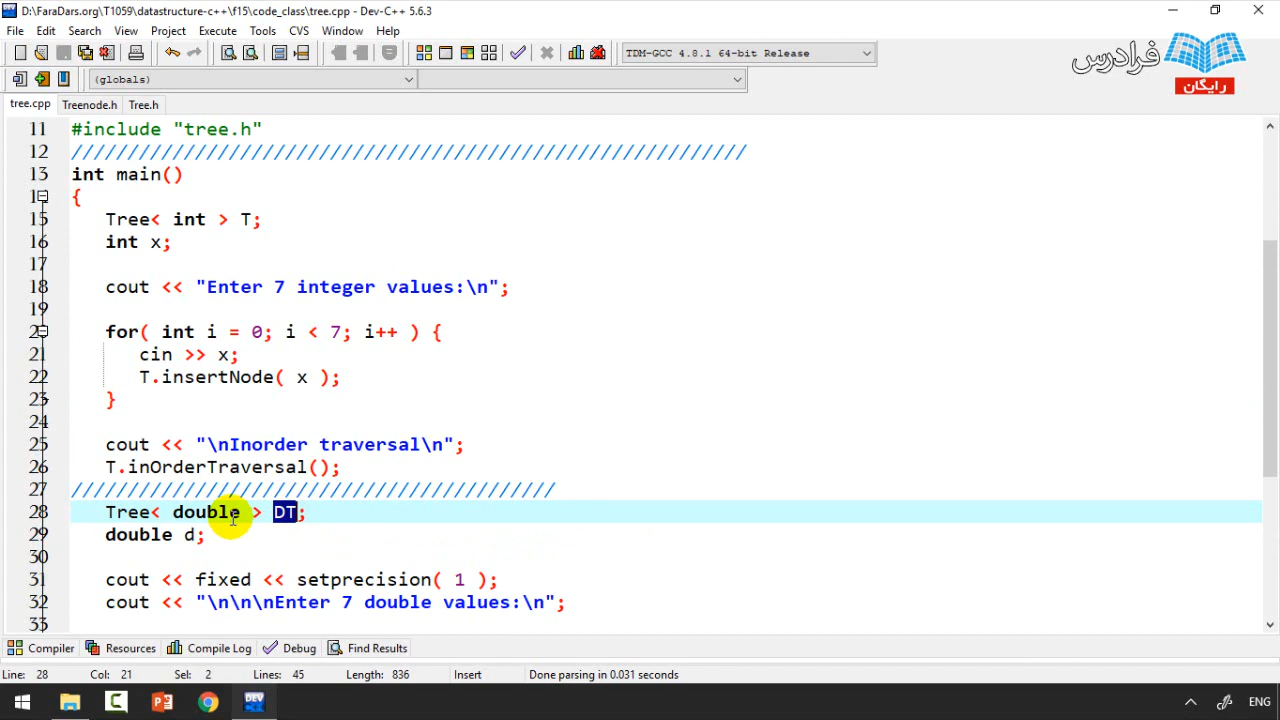 D:\FaraDars.org\T1059\datastructure-c++\f15\code_class\tree.cpp - Dev-C++ 5.6.3
File Edit Search View Project Execute Tools CVS Window Help
TDM-GCC 4.8.1 64-bit Release
فرادرس
رایگان
(globals)
tree.cpp Treenode.h Tree.h
11 #include "tree.h"
12 ////////////////////////////////////////////////////////////
13 int main()
1 {
15 Tree< int > T;
16 int x;
17
18 cout << "Enter 7 integer values:\n";
19
2 for( int i = 0; i < 7; i++ ) {
21 cin >> x;
22 T.insertNode( x );
23 }
24
25 cout << "\nInorder traversal\n";
26 T.inOrderTraversal();
27 ///////////////////////////////////////////
28 Tree< double > DT;
29 double d;
30
31 cout << fixed << setprecision( 1 );
32 cout << "\n\n\nEnter 7 double values:\n";
33
Compiler Resources Compile Log Debug Find Results
Line: 28 Col: 21 Sel: 2 Lines: 45 Length: 836 Insert Done parsing in 0.031 seconds
DEV ENG